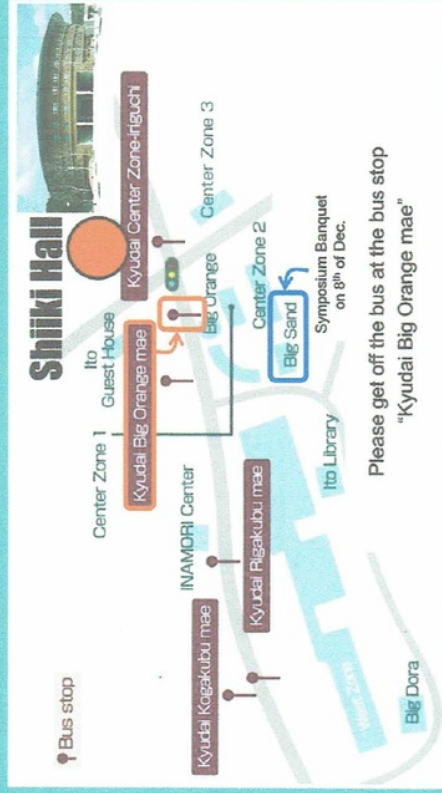 Bus stop
Shiiki Hall
Center Zone 1
Ito
Guest House
Kyudai Big Orange mae
Kyudai Center Zone-iriguchi
INAMORI Center
Big Orange
Center Zone 3
Kyudai Kogakubu mae
Kyudai Rigakubu mae
Center Zone 2
Big Sand
Symposium Banquet
on 8th of Dec.
Ito Library
West Zone
Big Dora
Please get off the bus at the bus stop
"Kyudai Big Orange mae"